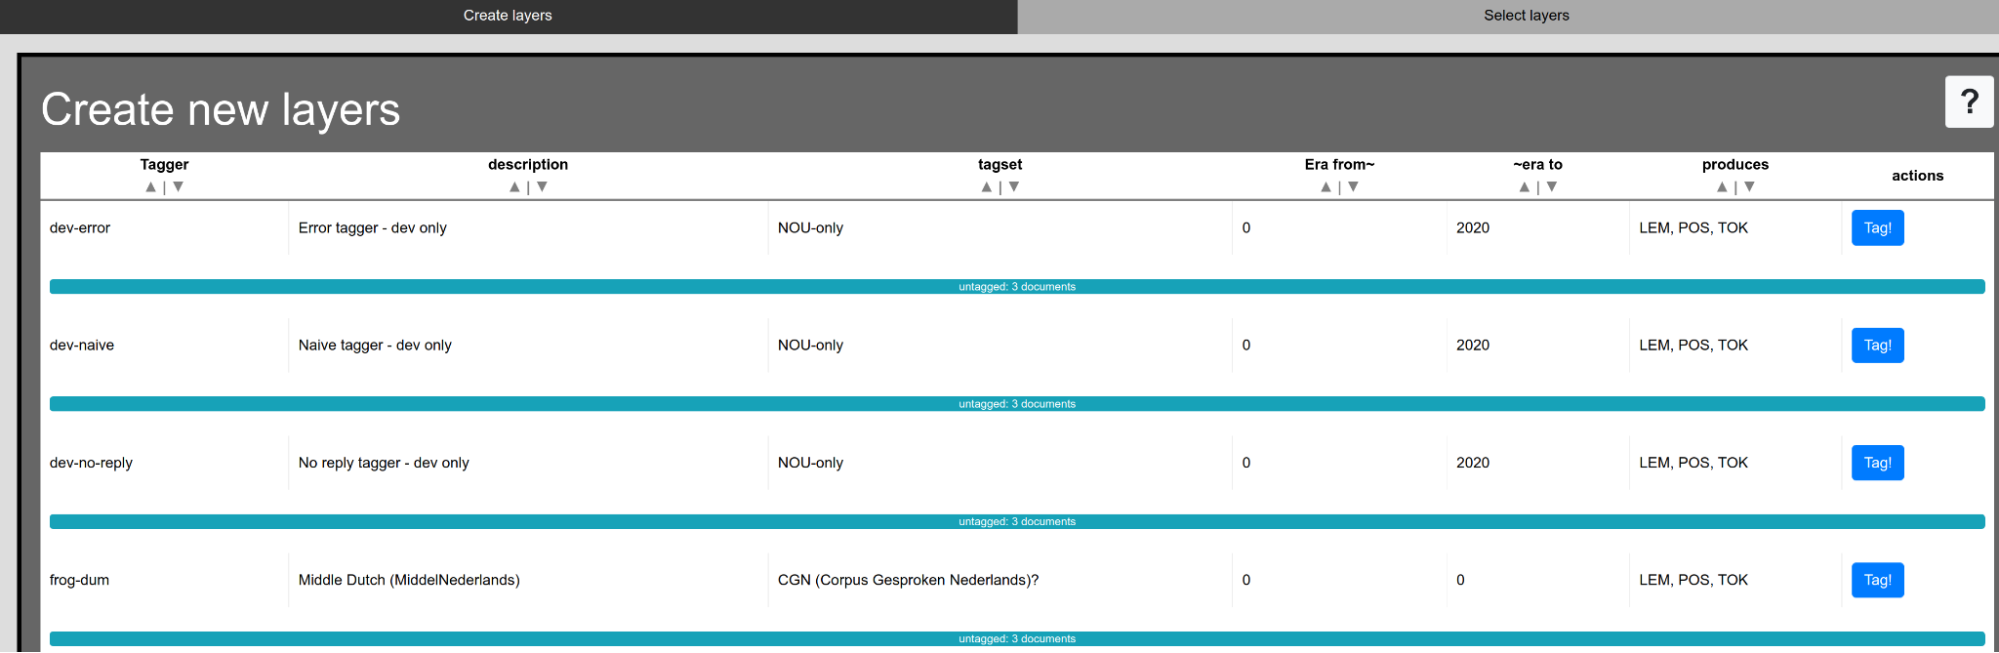 Create layers Select layers
Create new layers ?
Tagger description tagset Era from~ ~era to produces actions
▲ | ▼ ▲ | ▼ ▲ | ▼ ▲ | ▼ ▲ | ▼ ▲ | ▼
dev-error Error tagger - dev only NOU-only 0 2020 LEM, POS, TOK Tag!
untagged: 3 documents
dev-naive Naive tagger - dev only NOU-only 0 2020 LEM, POS, TOK Tag!
untagged: 3 documents
dev-no-reply No reply tagger - dev only NOU-only 0 2020 LEM, POS, TOK Tag!
untagged: 3 documents
frog-dum Middle Dutch (MiddelNederlands) CGN (Corpus Gesproken Nederlands)? 0 0 LEM, POS, TOK Tag!
untagged: 3 documents